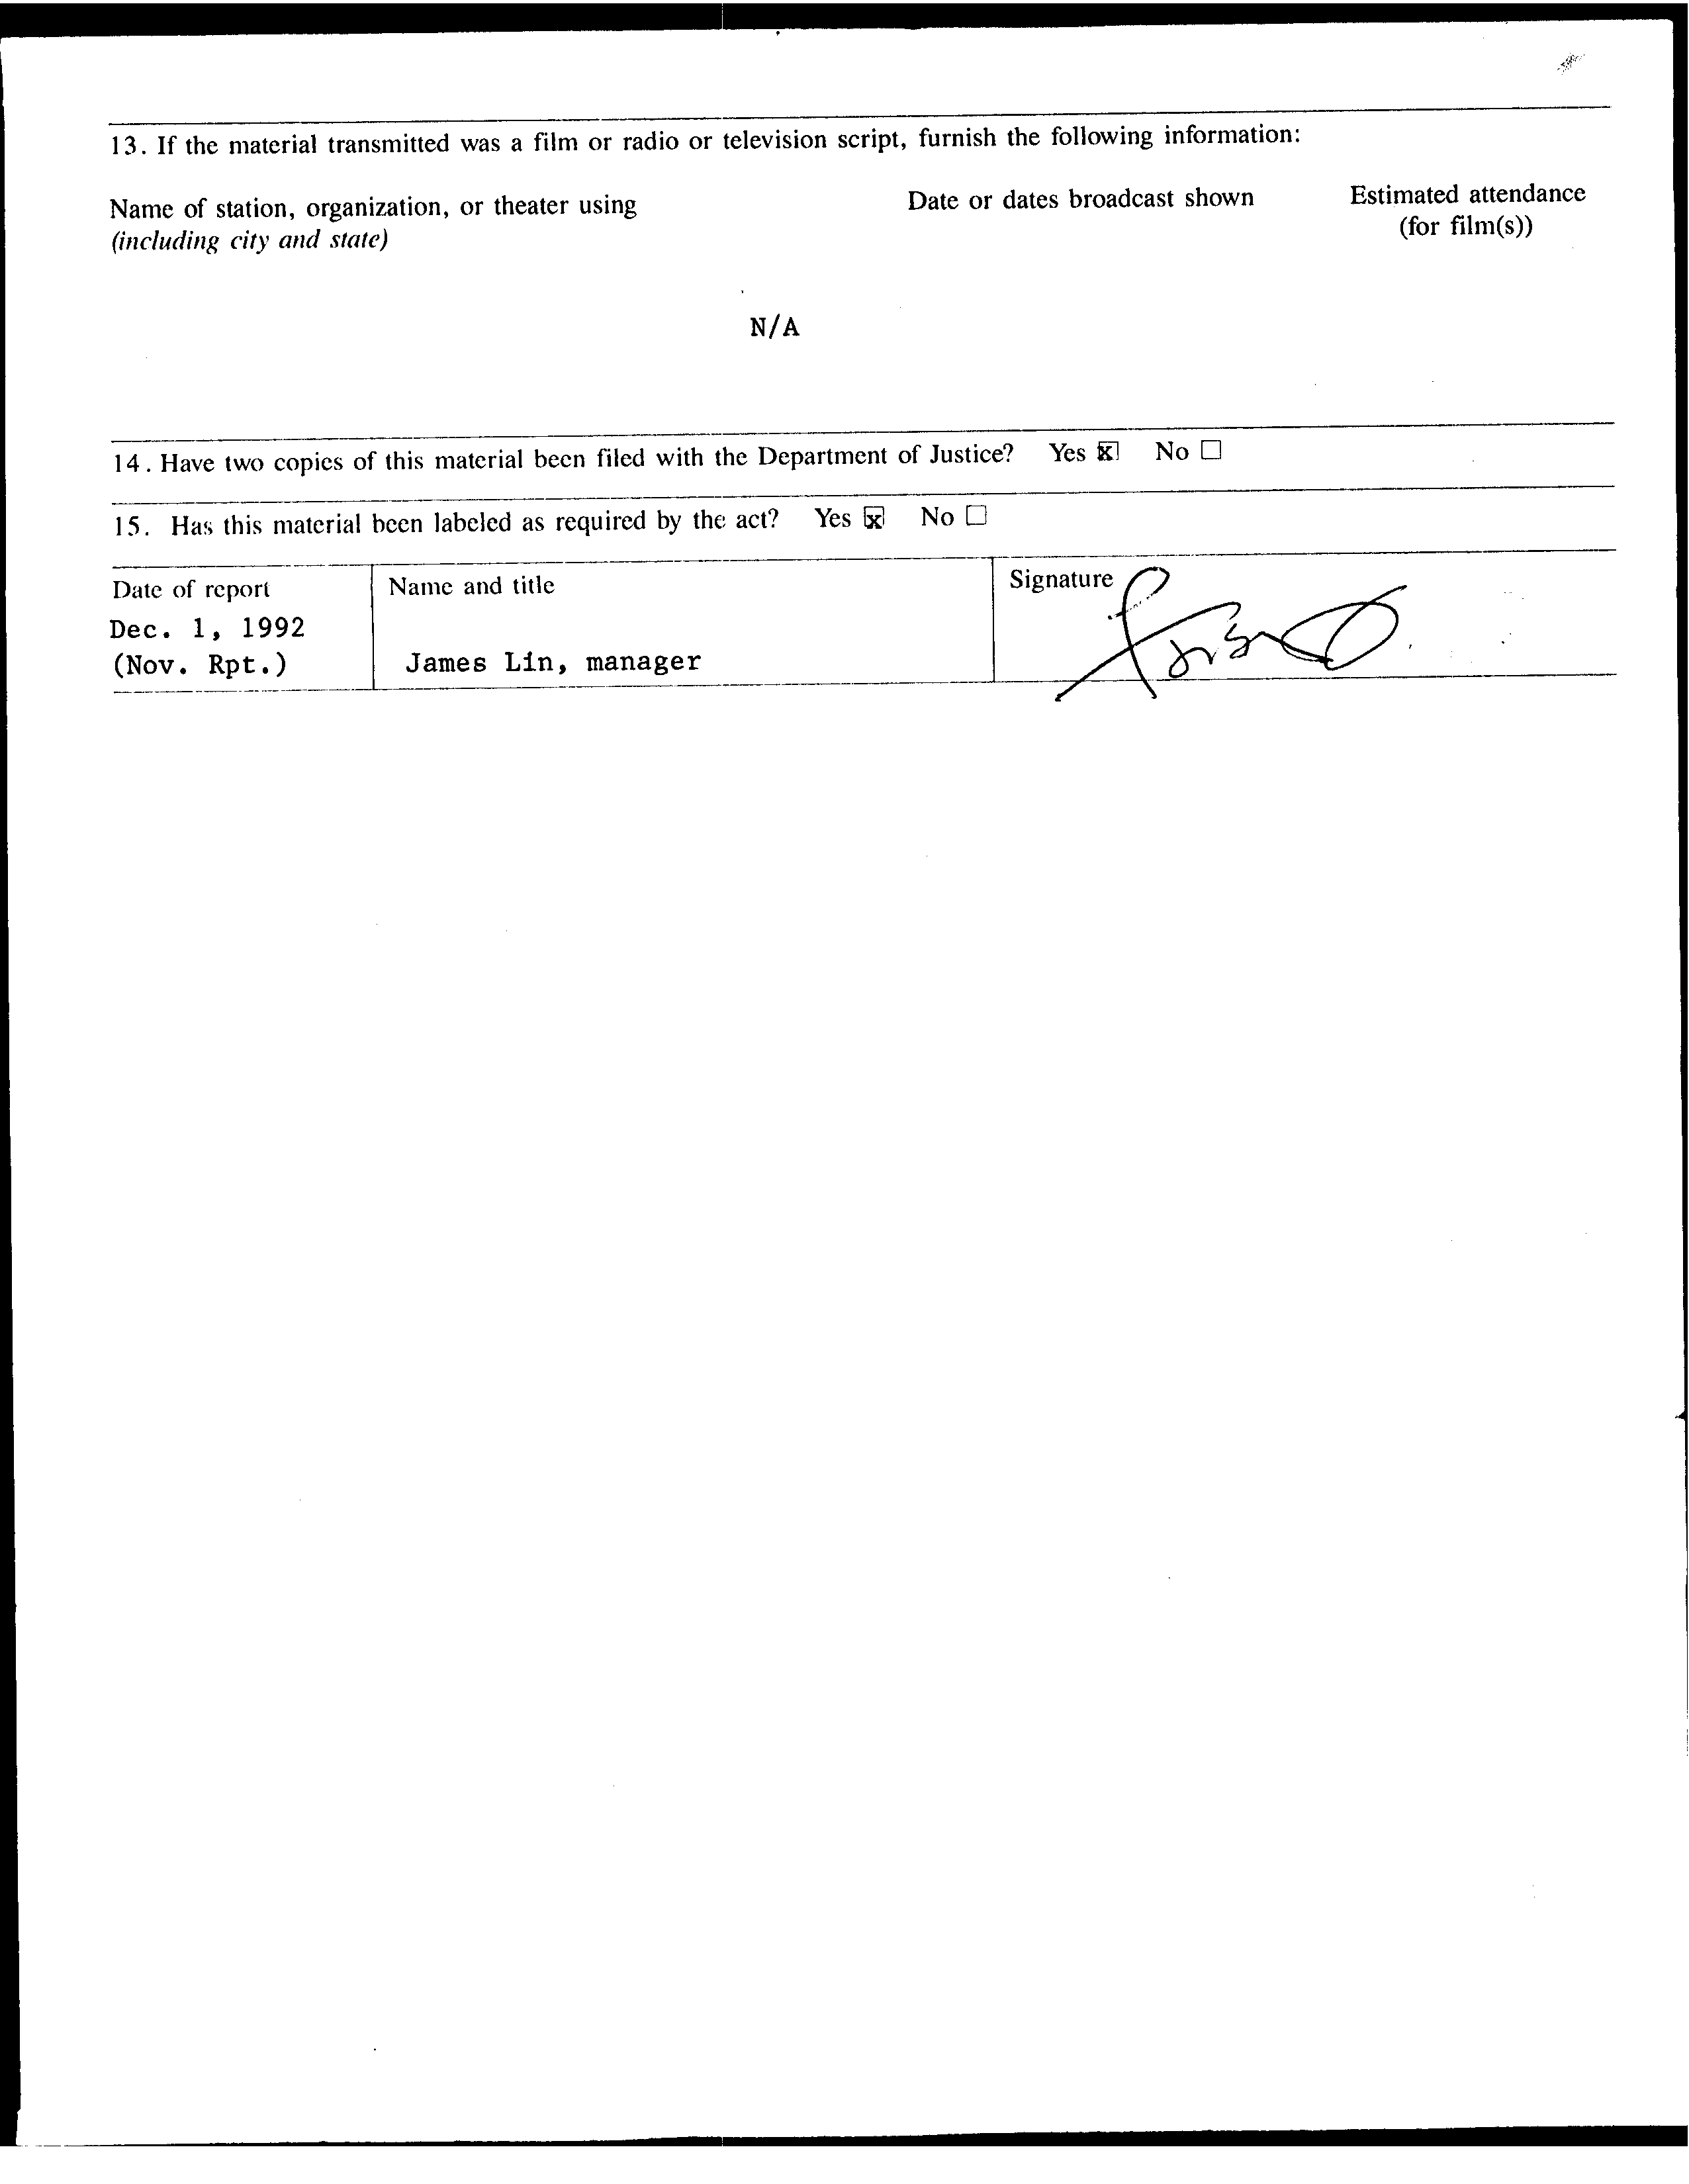 13. If the material transmitted was a film or radio or television script, furnish the following information:
Name of station, organization, or theater using
(including city and state)
Date or dates broadcast shown
Estimated attendance
(for film(s))
N/A
14. Have two copies of this material been filed with the Department of Justice? Yes ☒ No ☐
15. Has this material been labeled as required by the act? Yes ☒ No ☐
Date of report
Dec. 1, 1992
(Nov. Rpt.)
Name and title
James Lin, manager
Signature